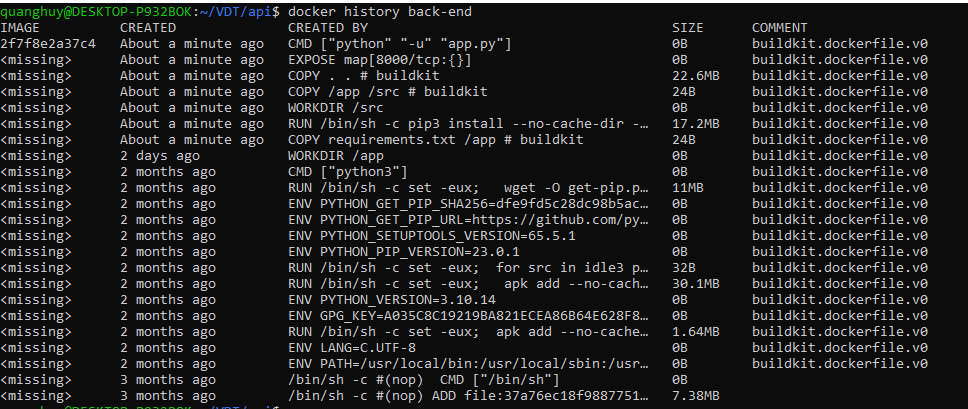 quanghuy@DESKTOP-P932BOK:~/VDT/api$ docker history back-end
IMAGE CREATED CREATED BY SIZE COMMENT
2f7f8e2a37c4 About a minute ago CMD ["python" "-u" "app.py"] 0B buildkit.dockerfile.v0
<missing> About a minute ago EXPOSE map[8000/tcp:{}] 0B buildkit.dockerfile.v0
<missing> About a minute ago COPY . . # buildkit 22.6MB buildkit.dockerfile.v0
<missing> About a minute ago COPY /app /src # buildkit 24B buildkit.dockerfile.v0
<missing> About a minute ago WORKDIR /src 0B buildkit.dockerfile.v0
<missing> About a minute ago RUN /bin/sh -c pip3 install --no-cache-dir -… 17.2MB buildkit.dockerfile.v0
<missing> About a minute ago COPY requirements.txt /app # buildkit 24B buildkit.dockerfile.v0
<missing> 2 days ago WORKDIR /app 0B buildkit.dockerfile.v0
<missing> 2 months ago CMD ["python3"] 0B buildkit.dockerfile.v0
<missing> 2 months ago RUN /bin/sh -c set -eux; wget -O get-pip.p… 11MB buildkit.dockerfile.v0
<missing> 2 months ago ENV PYTHON_GET_PIP_SHA256=dfe9fd5c28dc98b5ac… 0B buildkit.dockerfile.v0
<missing> 2 months ago ENV PYTHON_GET_PIP_URL=https://github.com/py… 0B buildkit.dockerfile.v0
<missing> 2 months ago ENV PYTHON_SETUPTOOLS_VERSION=65.5.1 0B buildkit.dockerfile.v0
<missing> 2 months ago ENV PYTHON_PIP_VERSION=23.0.1 0B buildkit.dockerfile.v0
<missing> 2 months ago RUN /bin/sh -c set -eux; for src in idle3 p… 32B buildkit.dockerfile.v0
<missing> 2 months ago RUN /bin/sh -c set -eux; apk add --no-cach… 30.1MB buildkit.dockerfile.v0
<missing> 2 months ago ENV PYTHON_VERSION=3.10.14 0B buildkit.dockerfile.v0
<missing> 2 months ago ENV GPG_KEY=A035C8C19219BA821ECEA86B64E628F8… 0B buildkit.dockerfile.v0
<missing> 2 months ago RUN /bin/sh -c set -eux; apk add --no-cache… 1.64MB buildkit.dockerfile.v0
<missing> 2 months ago ENV LANG=C.UTF-8 0B buildkit.dockerfile.v0
<missing> 2 months ago ENV PATH=/usr/local/bin:/usr/local/sbin:/usr… 0B buildkit.dockerfile.v0
<missing> 3 months ago /bin/sh -c #(nop) CMD ["/bin/sh"] 0B
<missing> 3 months ago /bin/sh -c #(nop) ADD file:37a76ec18f9887751… 7.38MB